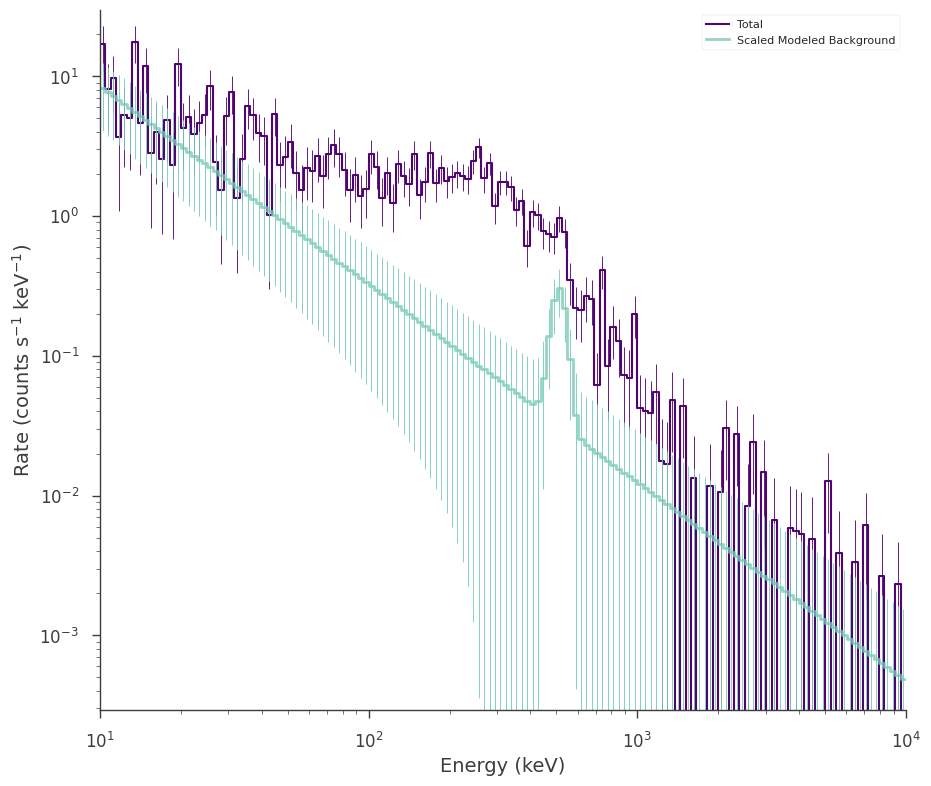 Total
Scaled Modeled Background
Rate (counts s⁻¹ keV⁻¹)
10¹
10⁰
10⁻¹
10⁻²
10⁻³
10¹ 10² 10³ 10⁴
Energy (keV)